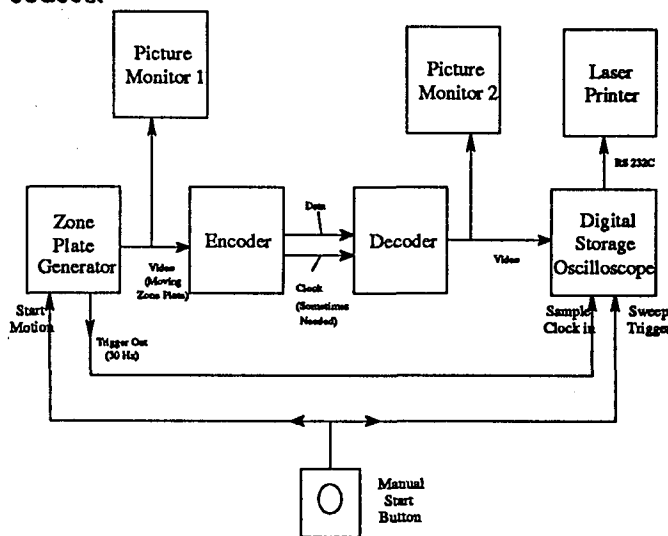 Picture
Monitor 1
Picture
Monitor 2
Laser
Printer
RS 232C
Zone
Plate
Generator
Encoder
Data
Decoder
Digital
Storage
Oscilloscope
Video
(Moving
Zone Plate)
Clock
(Sometimes
Needed)
Video
Start
Motion
Trigger Out
(30 Hz)
Sample
Clock in
Sweep
Trigger
Manual
Start
Button